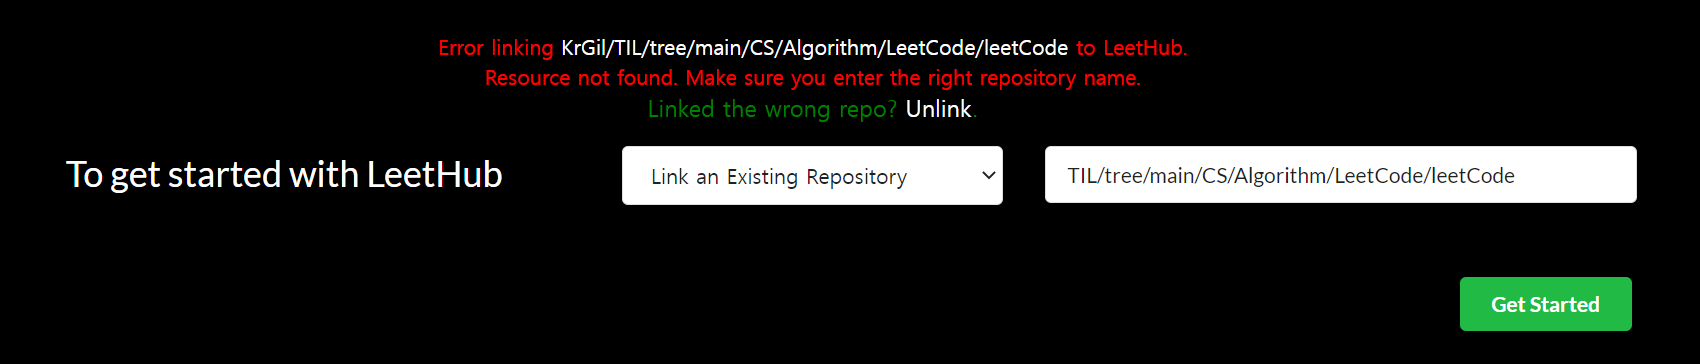 Error linking KrGil/TIL/tree/main/CS/Algorithm/LeetCode/leetCode to LeetHub.
Resource not found. Make sure you enter the right repository name.
Linked the wrong repo? Unlink.
To get started with LeetHub
Link an Existing Repository
TIL/tree/main/CS/Algorithm/LeetCode/leetCode
Get Started